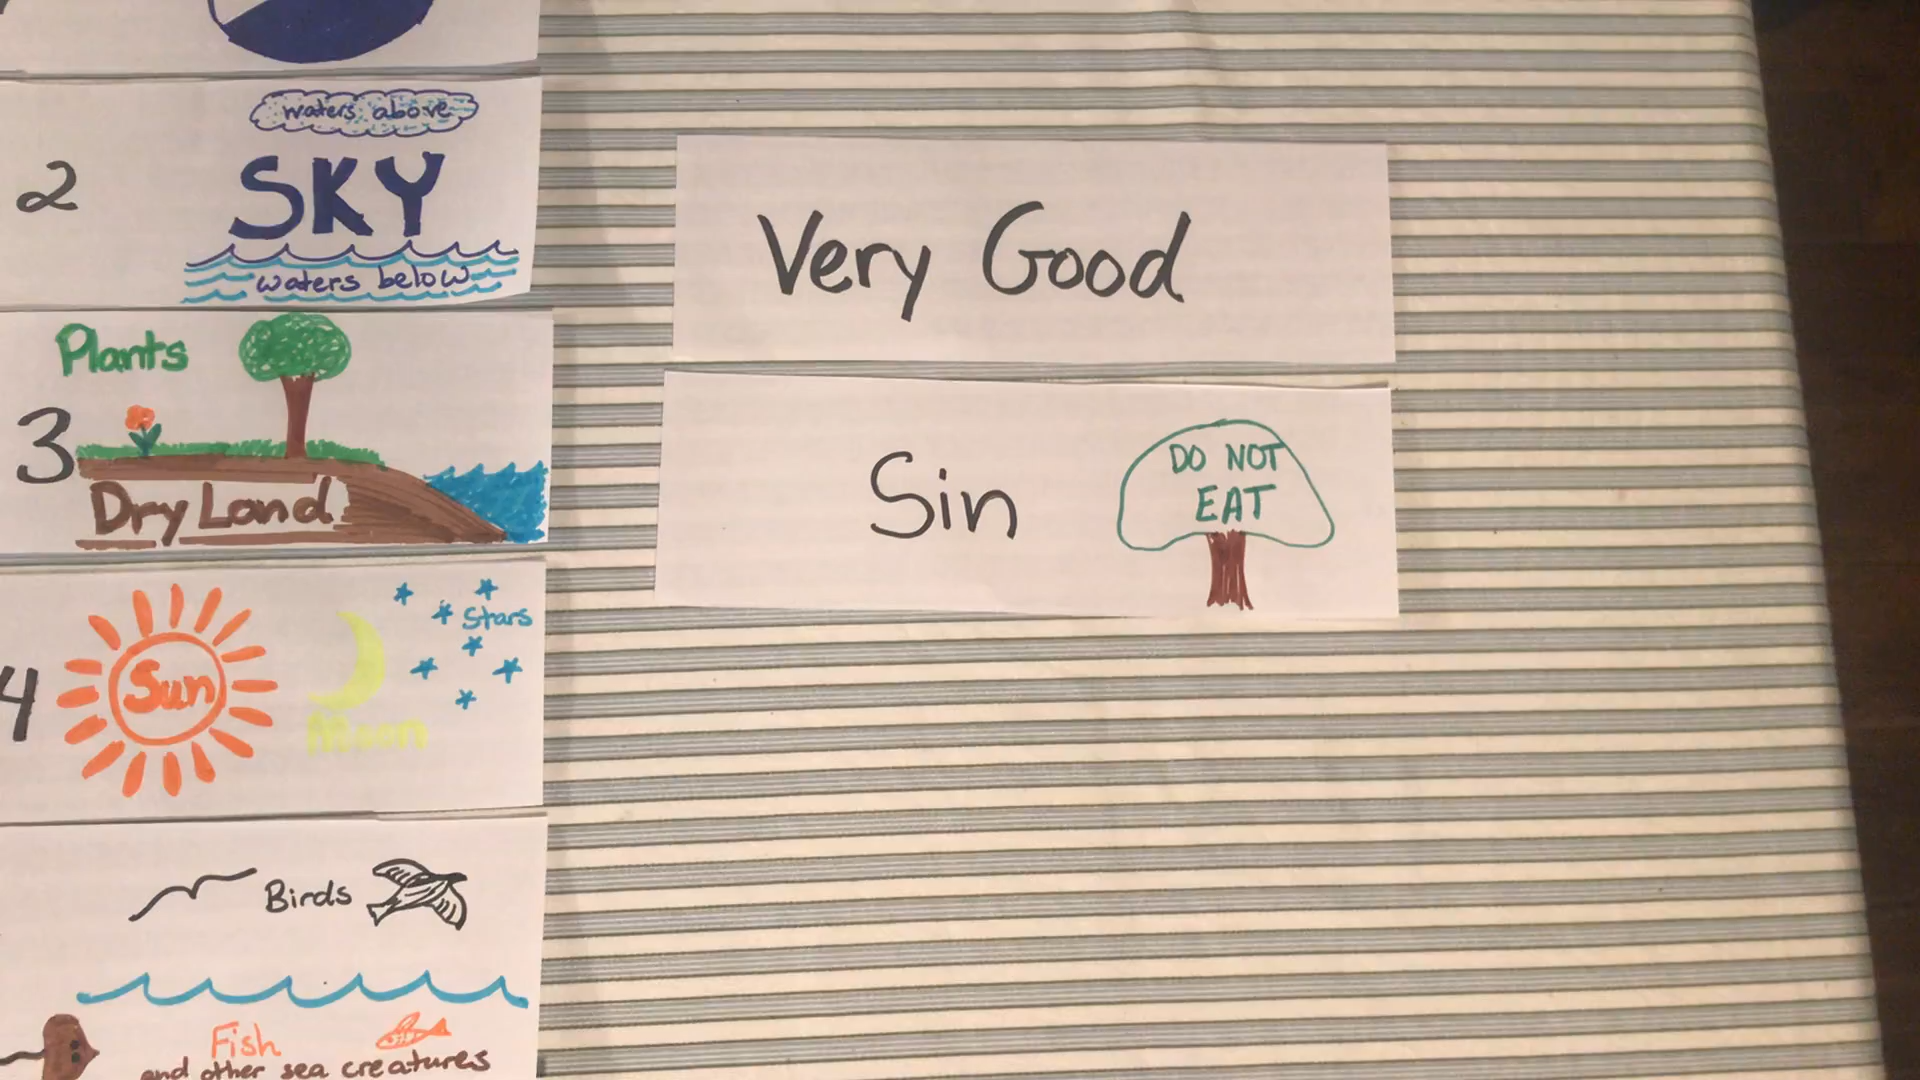 waters above
2
SKY
waters below
Plants
3
Dry Land
4
Sun
Moon
Stars
Birds
Fish
and other sea creatures
Very Good
Sin
DO NOT
EAT